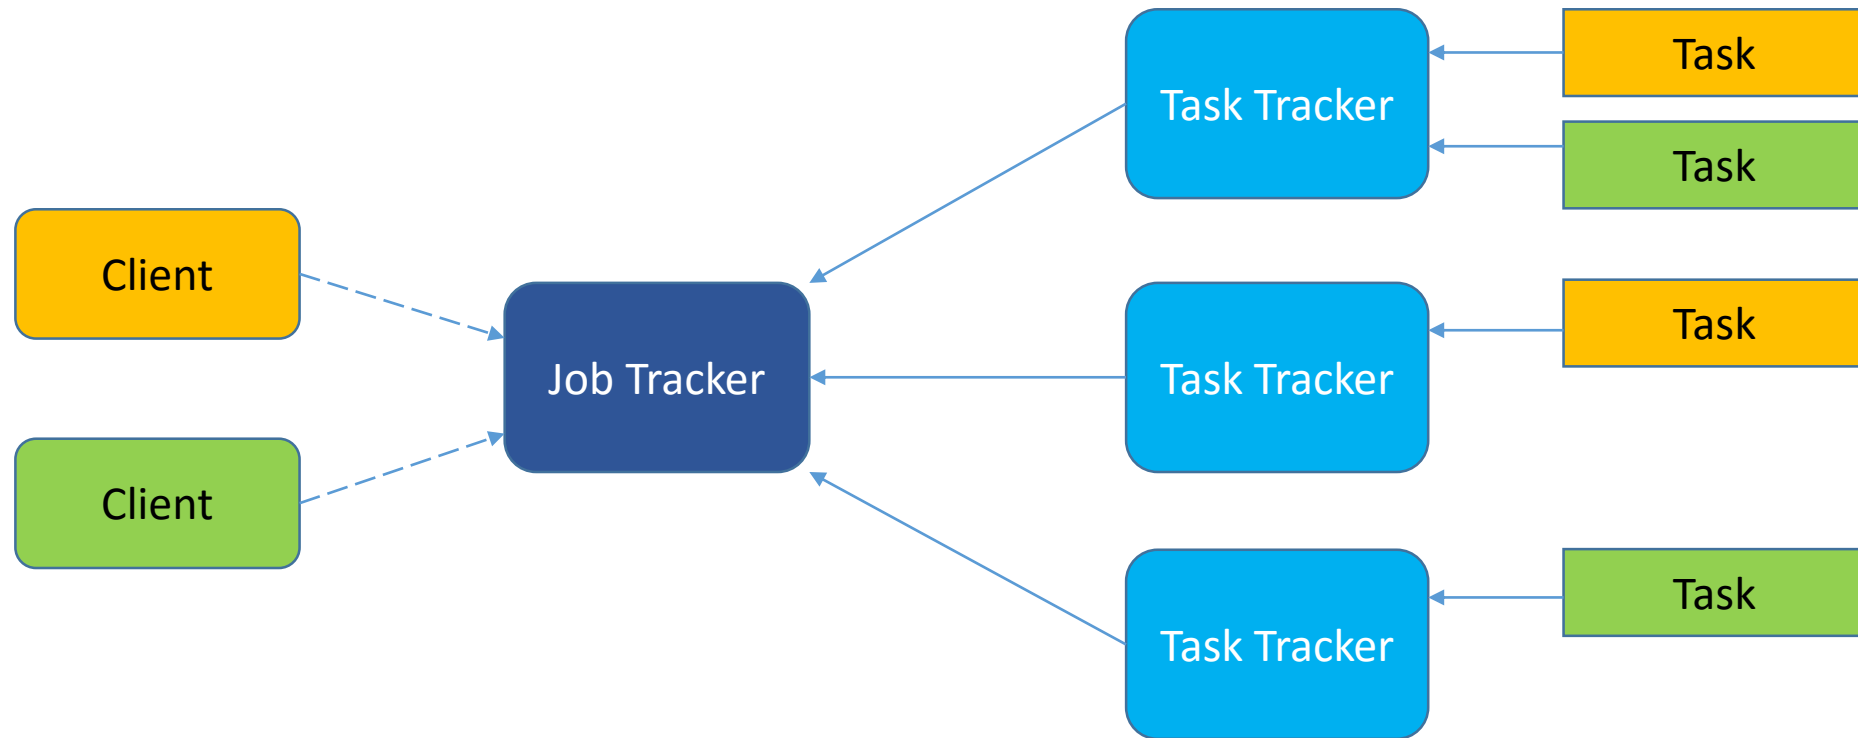 Client
Client
Job Tracker
Task Tracker
Task Tracker
Task Tracker
Task
Task
Task
Task